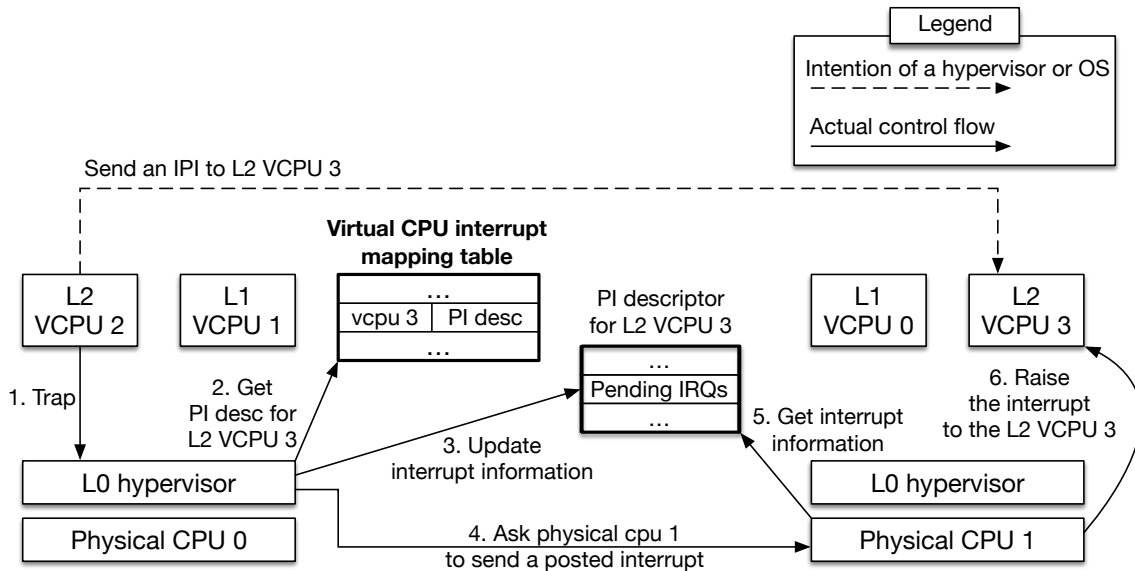 Legend
Intention of a hypervisor or OS
Actual control flow
Send an IPI to L2 VCPU 3
Virtual CPU interrupt
mapping table
L2
VCPU 2
L1
VCPU 1
...
vcpu 3 PI desc
...
PI descriptor
for L2 VCPU 3
...
Pending IRQs
...
L1
VCPU 0
L2
VCPU 3
1. Trap
2. Get
PI desc for
L2 VCPU 3
3. Update
interrupt information
5. Get interrupt
information
6. Raise
the interrupt
to the L2 VCPU 3
L0 hypervisor
L0 hypervisor
Physical CPU 0
4. Ask physical cpu 1
to send a posted interrupt
Physical CPU 1